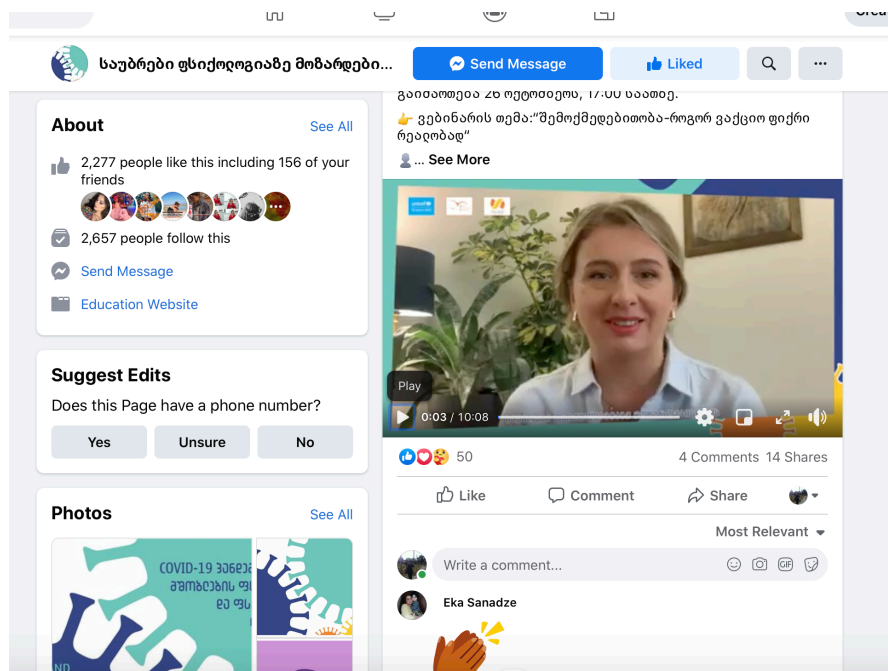 საუბრები ფსიქოლოგიაზე მოზარდები...
Send Message
Liked
About
See All
2,277 people like this including 156 of your
friends
2,657 people follow this
Send Message
Education Website
Suggest Edits
Does this Page have a phone number?
Yes
Unsure
No
Photos
See All
COVID-19
გაიმართება 26 ოქტომბერს, 17:00 საათზე.
👉 ვებინარის თემა:“შემოქმედებითობა-როგორ ვაქციო ფიქრი
რეალობად“
👤... See More
unicef
Play
0:03 / 10:08
50
4 Comments 14 Shares
Like
Comment
Share
Most Relevant
Write a comment...
GIF
Eka Sanadze